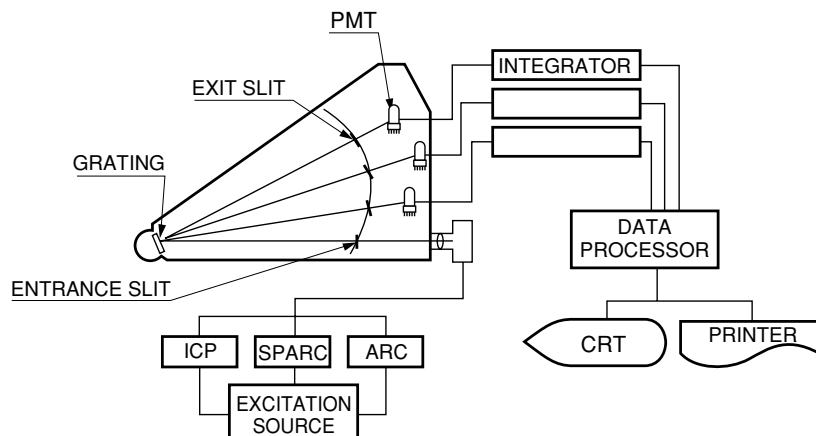 PMT
INTEGRATOR
EXIT SLIT
GRATING
DATA
PROCESSOR
ENTRANCE SLIT
ICP
SPARC
ARC
CRT
PRINTER
EXCITATION
SOURCE